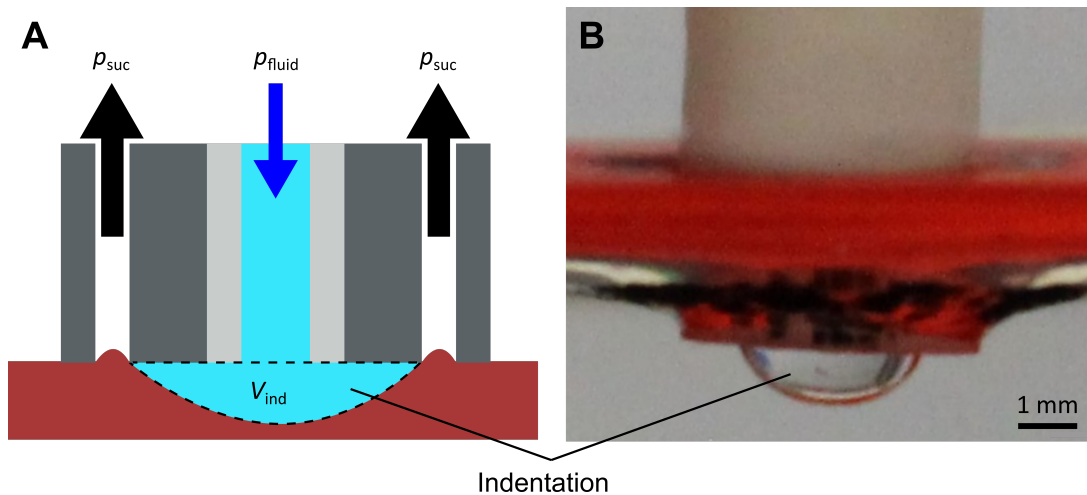 A
p_suc
p_fluid
p_suc
V_ind
B
1 mm
Indentation